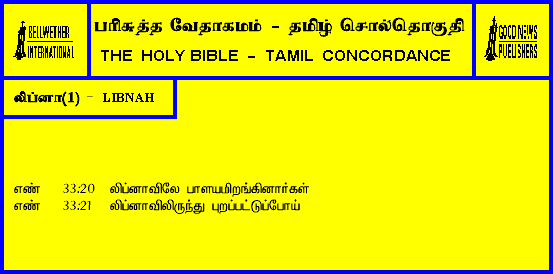 BELLWETHER
INTERNATIONAL
பரிசுத்த வேதாகமம் - தமிழ் சொல்தொகுதி
THE HOLY BIBLE - TAMIL CONCORDANCE
GOOD NEWS
PUBLISHERS
லிப்னா(1) - LIBNAH
எண் 33:20 லிப்னாவிலே பாளயமிறங்கினார்கள்
எண் 33:21 லிப்னாவிலிருந்து புறப்பட்டுப்போய்